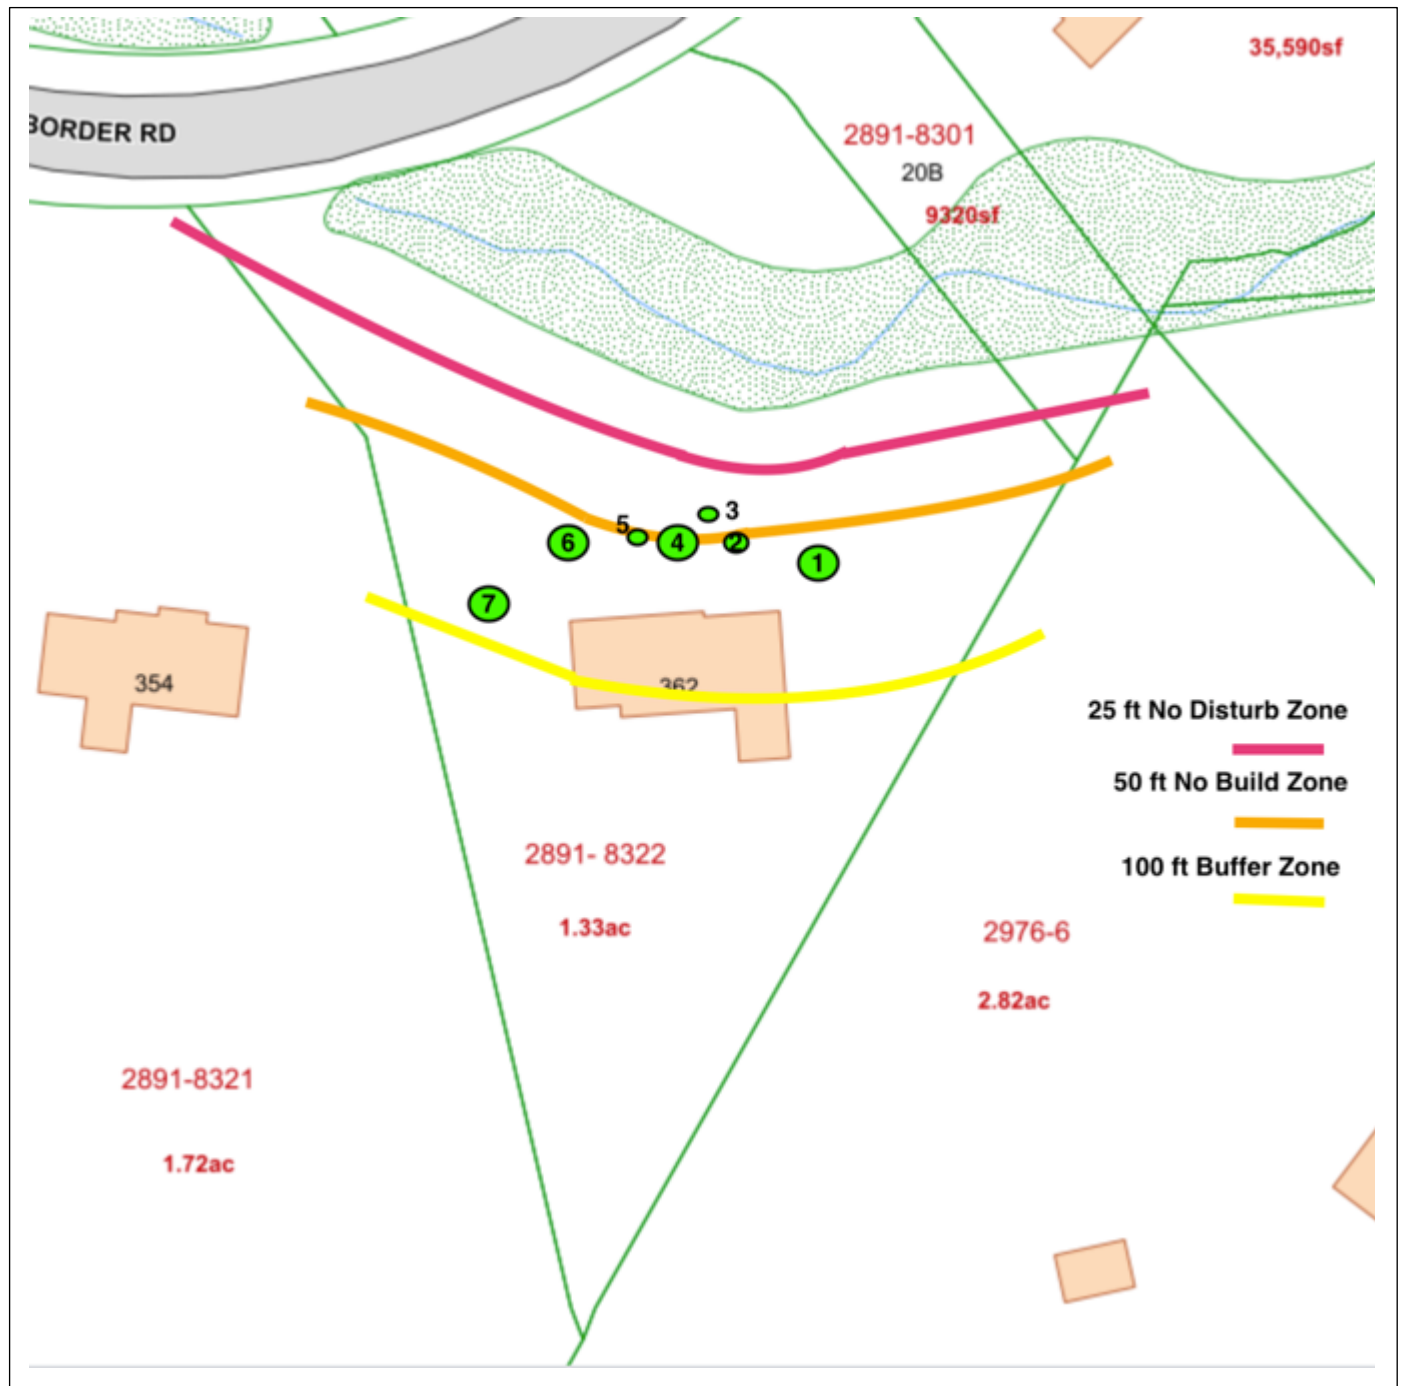 35,590sf
BORDER RD
2891-8301
20B
9320sf
3
5
6
4
2
1
7
354
362
25 ft No Disturb Zone
50 ft No Build Zone
2891- 8322
100 ft Buffer Zone
1.33ac
2976-6
2.82ac
2891-8321
1.72ac